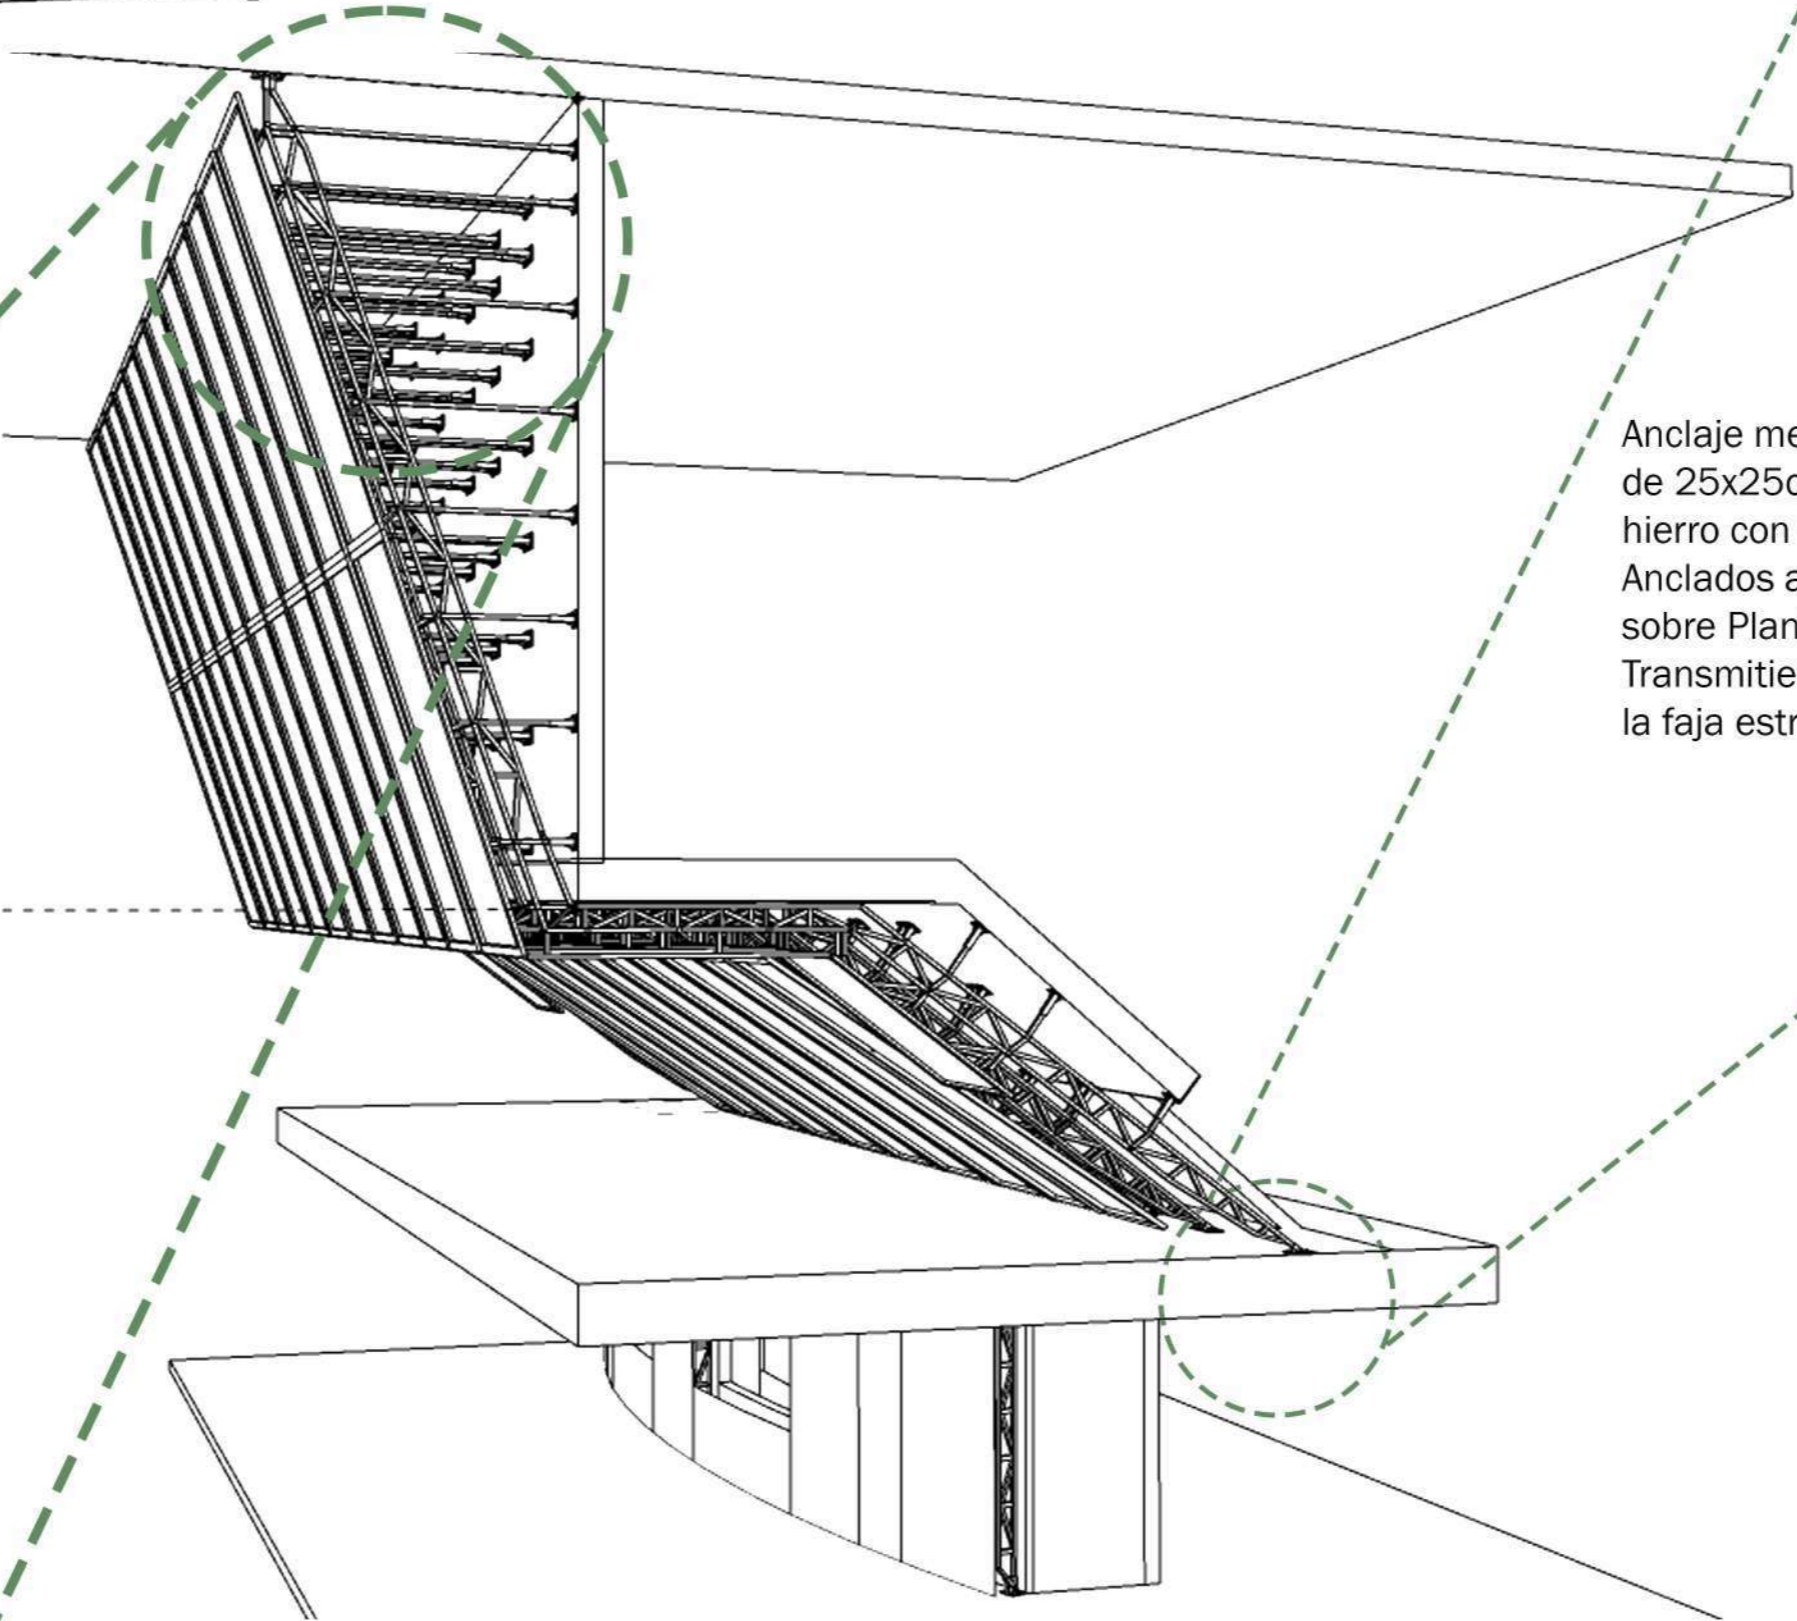 Anclaje me
de 25x25c
hierro con
Anclados a
sobre Plan
Transmitie
la faja estr